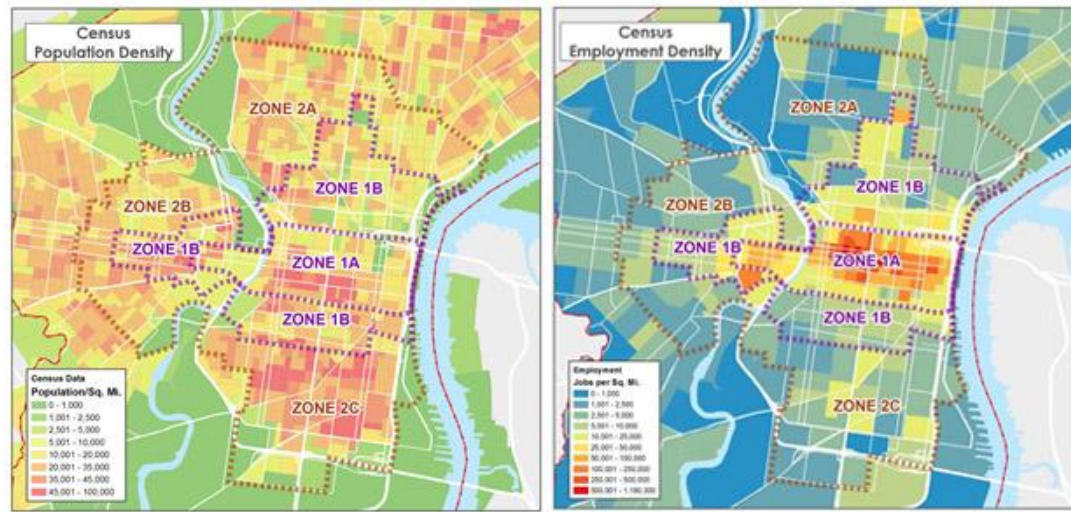 Census
Population Density
ZONE 2A
ZONE 1B
ZONE 2B
ZONE 1B
ZONE 1A
ZONE 1B
ZONE 2C
Census Data
Population/Sq. Mi.
0 - 1,000
1,001 - 2,500
2,501 - 5,000
5,001 - 10,000
10,001 - 20,000
20,001 - 35,000
35,001 - 45,000
45,001 - 100,000
Census
Employment Density
ZONE 2A
ZONE 1B
ZONE 2B
ZONE 1B
ZONE 1A
ZONE 1B
ZONE 2C
Employment
Jobs per Sq. Mi.
0 - 1,000
1,001 - 2,500
2,501 - 5,000
5,001 - 10,000
10,001 - 25,000
25,001 - 50,000
50,001 - 100,000
100,001 - 250,000
250,001 - 500,000